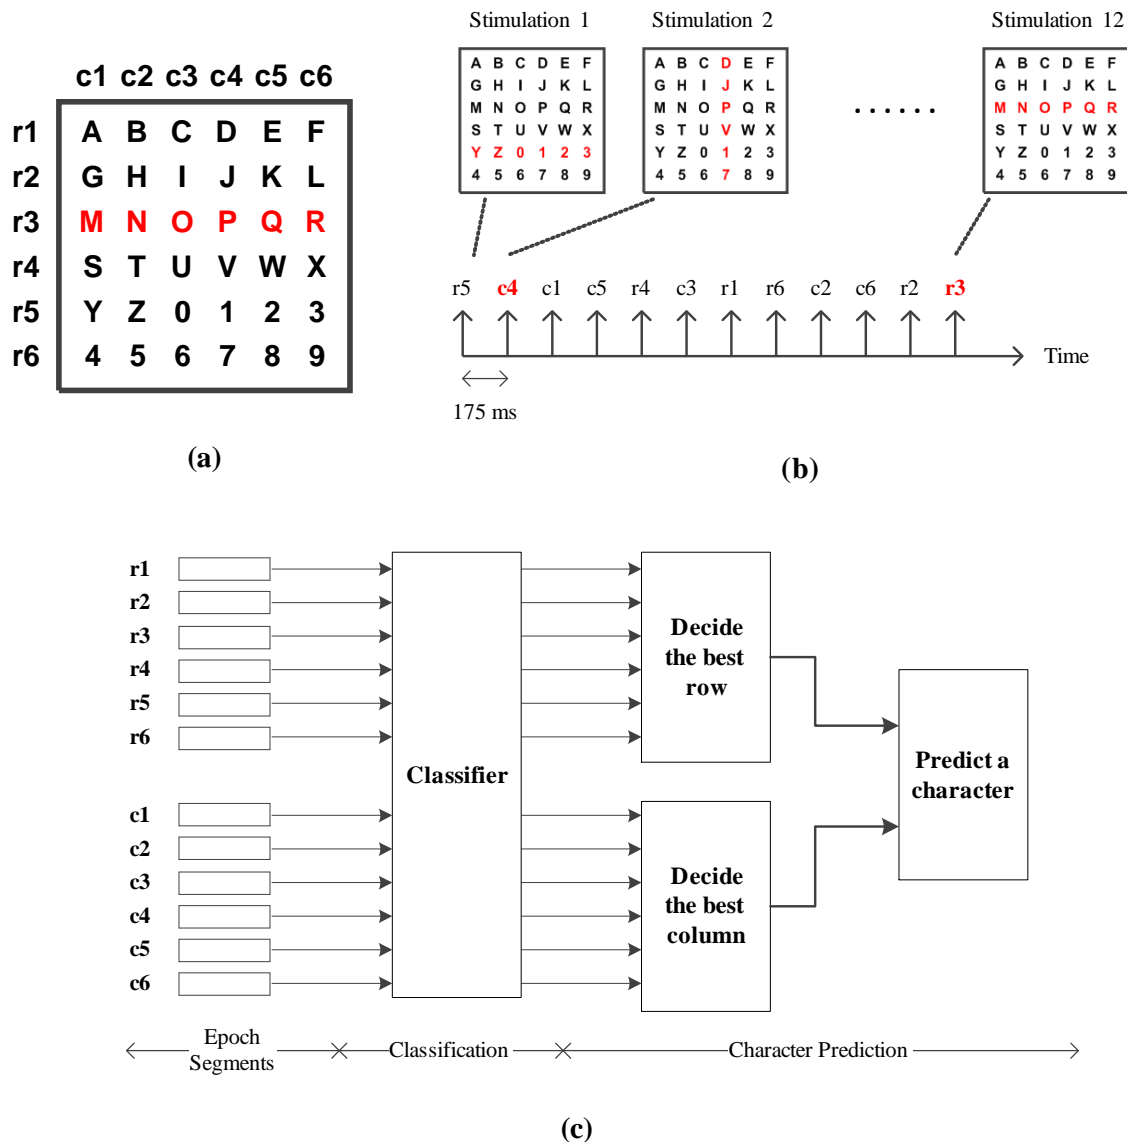 c1 c2 c3 c4 c5 c6
r1 A B C D E F
r2 G H I J K L
r3 M N O P Q R
r4 S T U V W X
r5 Y Z 0 1 2 3
r6 4 5 6 7 8 9
(a)
Stimulation 1
A B C D E F
G H I J K L
M N O P Q R
S T U V W X
Y Z 0 1 2 3
4 5 6 7 8 9
Stimulation 2
A B C D E F
G H I J K L
M N O P Q R
S T U V W X
Y Z 0 1 2 3
4 5 6 7 8 9
......
Stimulation 12
A B C D E F
G H I J K L
M N O P Q R
S T U V W X
Y Z 0 1 2 3
4 5 6 7 8 9
r5 c4 c1 c5 r4 c3 r1 r6 c2 c6 r2 r3
Time
175 ms
(b)
r1
r2
r3
r4
r5
r6
c1
c2
c3
c4
c5
c6
Classifier
Decide
the best
row
Decide
the best
column
Predict a
character
Epoch
Segments
Classification
Character Prediction
(c)